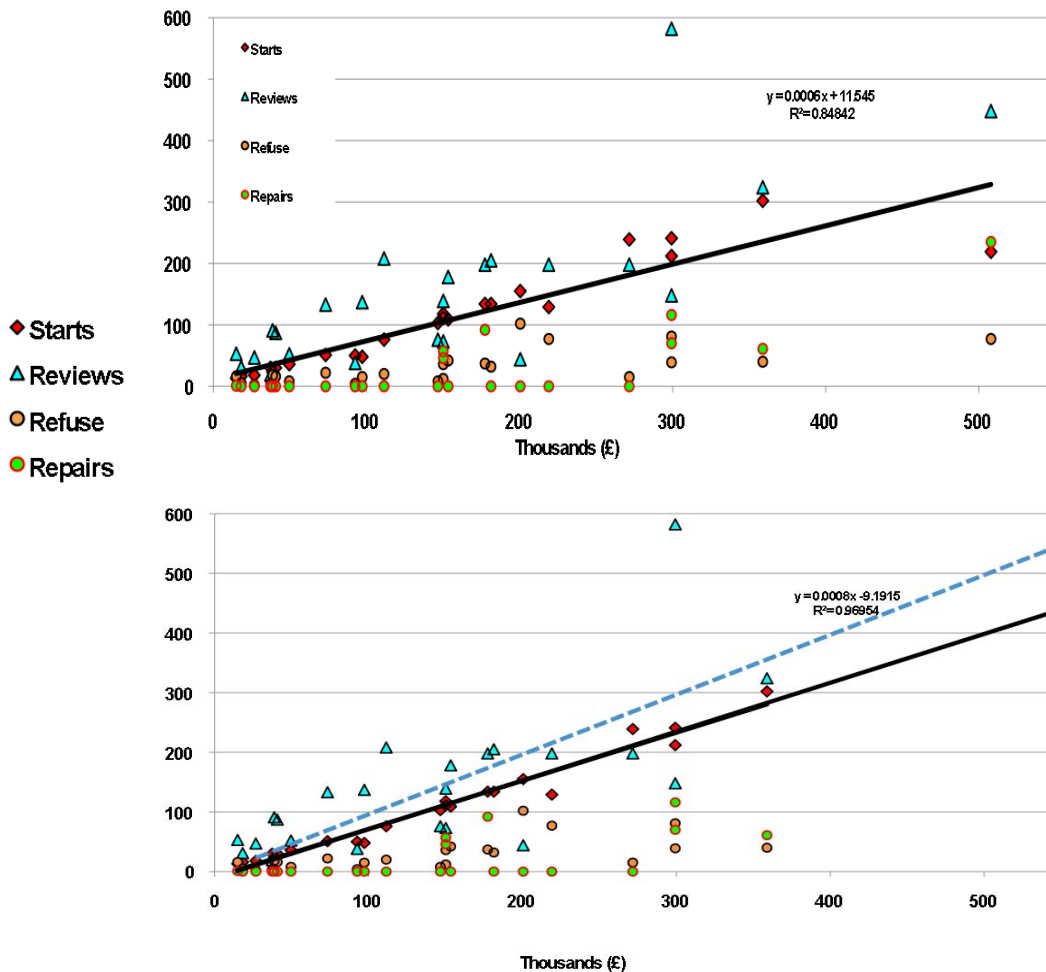 600
500
400
300
200
100
0
Starts
Reviews
Refuse
Repairs
y = 0.0006x + 11.545
R² = 0.84842
0 100 200 300 400 500
Thousands (£)
Starts
Reviews
Refuse
Repairs
600
500
400
300
200
100
0
y = 0.0008x -9.1915
R² = 0.96954
0 100 200 300 400 500
Thousands (£)